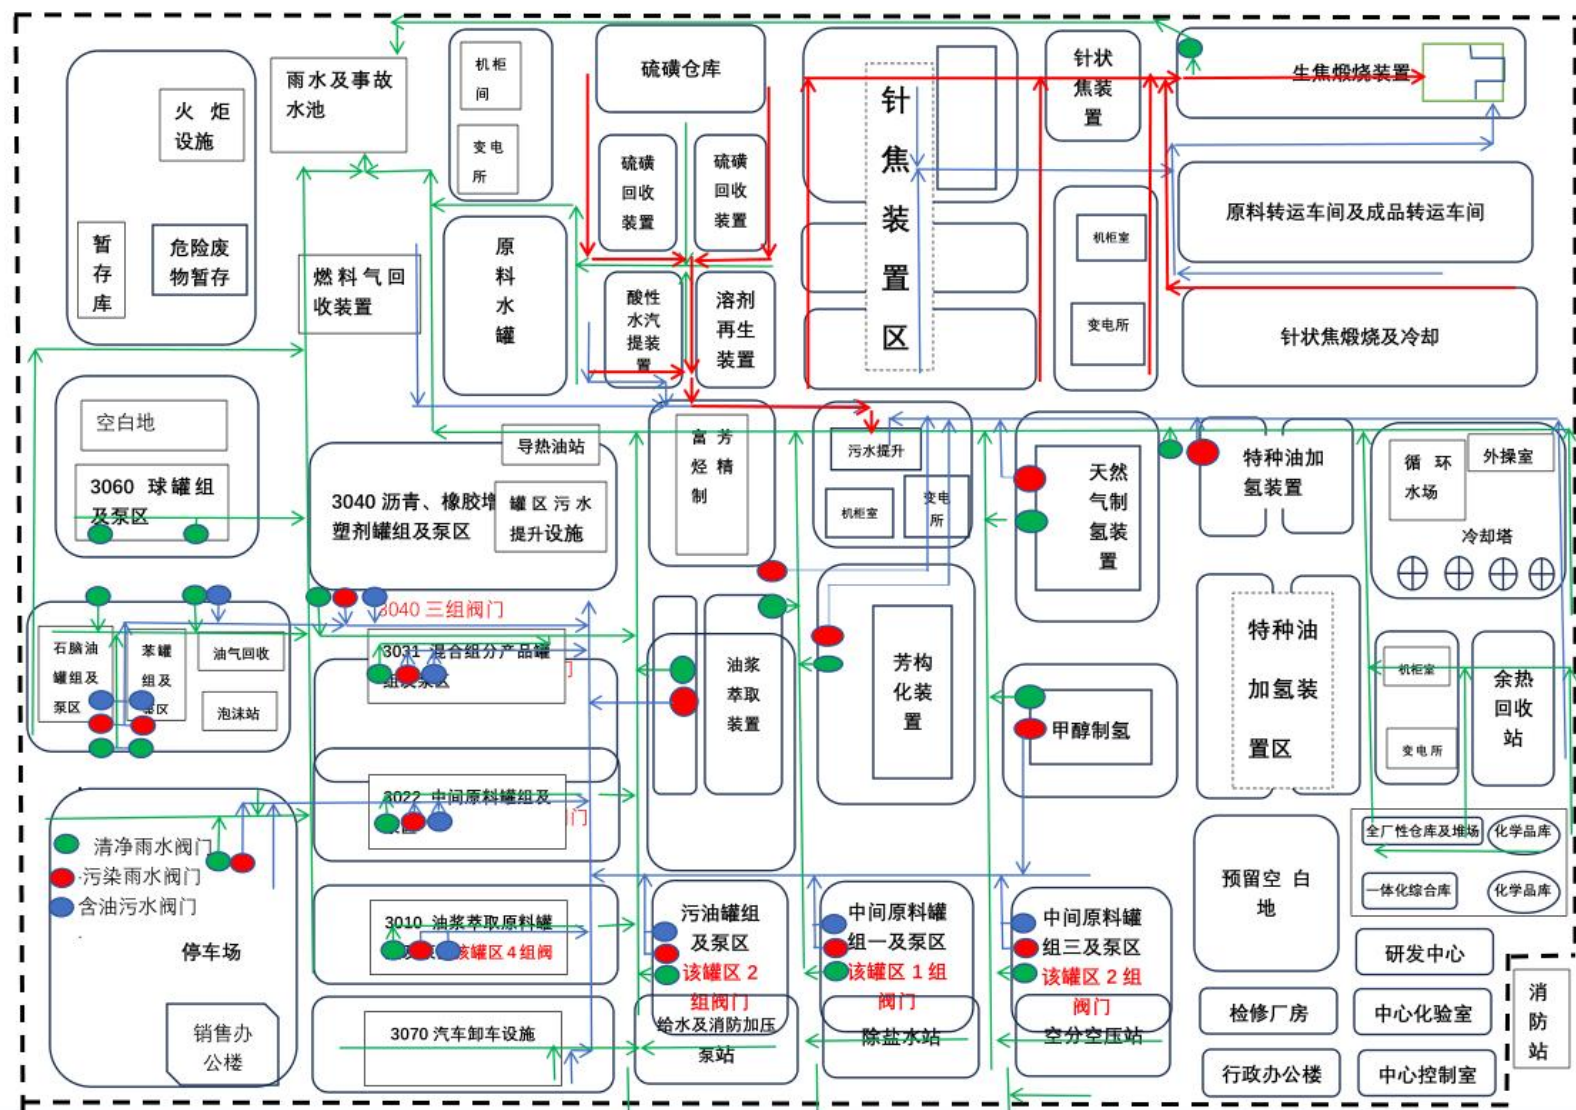 火 炬
设施
暂
存
库
危险废
物暂存
雨水及事故
水池
燃料气回
收装置
机柜
间
变电
所
原
料
水
罐
硫磺仓库
硫磺
回收
装置
硫磺
回收
装置
酸性
水汽
提装
置
溶剂
再生
装置
针
焦
装
置
区
针状
焦装
置
机柜室
变电所
生焦煅烧装置
原料转运车间及成品转运车间
针状焦煅烧及冷却
空白地
3060 球罐组
及泵区
导热油站
3040 沥青、橡胶增
塑剂罐组及泵区
罐区污水
提升设施
3040 三组阀门
富 芳
烃 精
制
污水提升
机柜室
变电
所
天然
气制
氢装
置
特种油加
氢装置
循 环
水场
外操室
冷却塔
石脑油
罐组及
泵区
苯罐
组及
油气回收
泡沫站
3031 混合组分产品罐
油浆
萃取
装置
芳构
化装
置
甲醇制氢
特种油
加氢装
置区
机柜室
变电所
余热
回收
站
3022 中间原料罐组及
门
清净雨水阀门
污染雨水阀门
含油污水阀门
停车场
销售办
公楼
3010 油浆萃取原料罐
该罐区 4 组阀
3070 汽车卸车设施
污油罐组
及泵区
该罐区 2
组阀门
给水及消防加压
泵站
中间原料罐
组一及泵区
该罐区 1 组
阀门
除盐水站
中间原料罐
组三及泵区
该罐区 2 组
阀门
空分空压站
预留空 白
地
全厂性仓库及堆场
化学品库
一体化综合库
化学品库
研发中心
检修厂房
中心化验室
行政办公楼
中心控制室
消
防
站